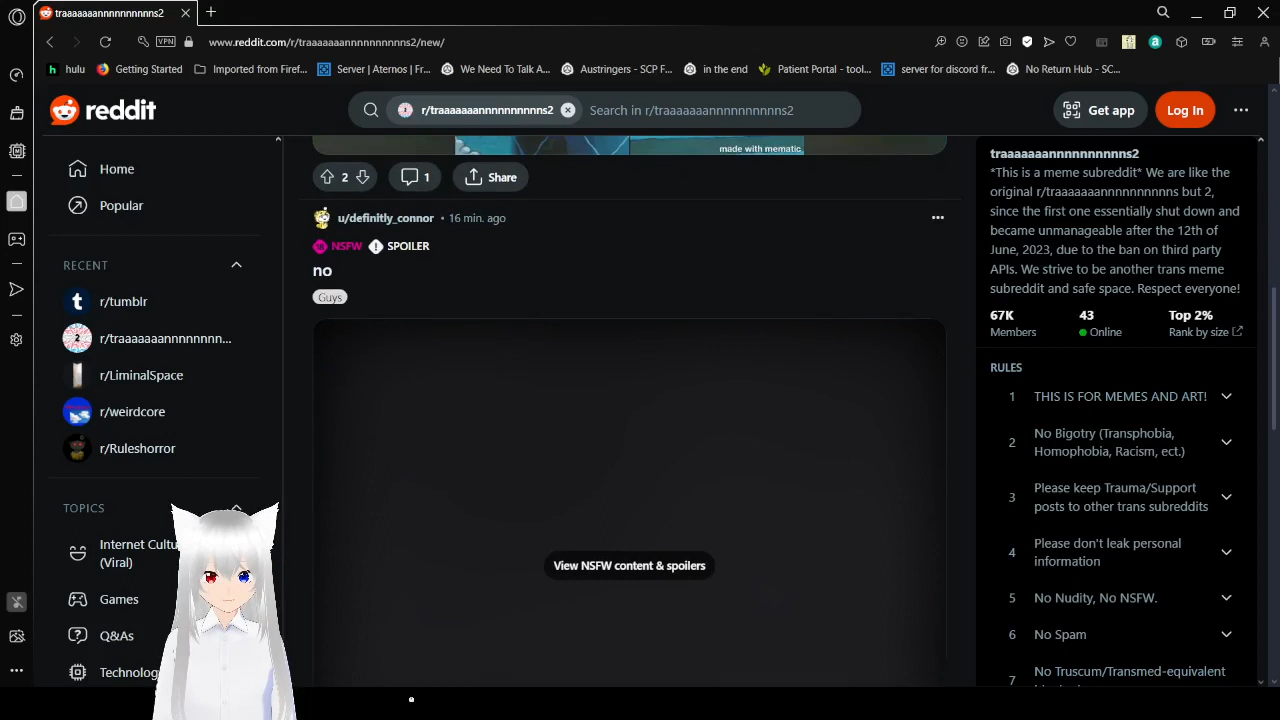 traaaaaaannnnnnnnnns2
VPN
www.reddit.com/r/traaaaaaannnnnnnnnns2/new/
hulu
Getting Started
Imported from Firef...
Server | Aternos | Fr...
We Need To Talk A...
Austringers - SCP F...
in the end
Patient Portal - tool...
server for discord fr...
No Return Hub - SC...
reddit
r/traaaaaaannnnnnnnnns2
Search in r/traaaaaaannnnnnnnnns2
Get app
Log In
Home
Popular
RECENT
r/tumblr
r/traaaaaaannnnnnn...
r/LiminalSpace
r/weirdcore
r/Ruleshorror
TOPICS
Internet Cultu
(Viral)
Games
Q&As
Technolog
made with mematic
2
1
Share
u/definitly_connor • 16 min. ago
NSFW SPOILER
no
Guys
View NSFW content & spoilers
traaaaaaannnnnnnnnns2
*This is a meme subreddit* We are like the
original r/traaaaaaannnnnnnnnns but 2,
since the first one essentially shut down and
became unmanageable after the 12th of
June, 2023, due to the ban on third party
APIs. We strive to be another trans meme
subreddit and safe space. Respect everyone!
67K
Members
43
Online
Top 2%
Rank by size
RULES
1 THIS IS FOR MEMES AND ART!
2 No Bigotry (Transphobia,
Homophobia, Racism, ect.)
3 Please keep Trauma/Support
posts to other trans subreddits
4 Please don't leak personal
information
5 No Nudity, No NSFW.
6 No Spam
7 No Truscum/Transmed-equivalent